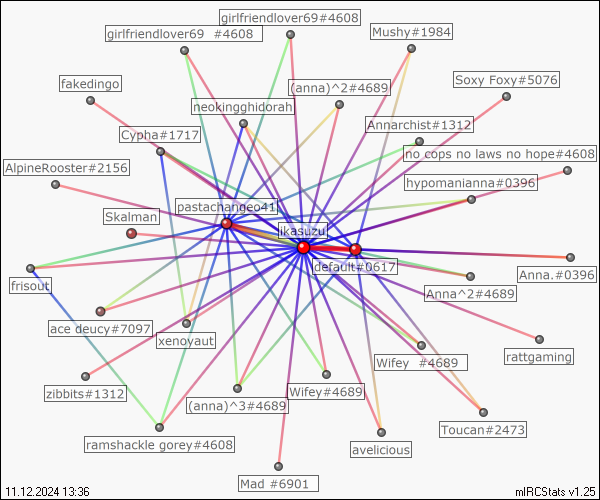 girlfriendlover69#4608
girlfriendlover69  #4608
Mushy#1984
fakedingo
(anna)^2#4689
Soxy Foxy#5076
neokingghidorah
Cypha#1717
Annarchist#1312
no cops no laws no hope#4608
AlpineRooster#2156
hypomanianna#0396
pastachangeo41
Skalman
ikasuzu
default#0617
Anna.#0396
frisout
Anna^2#4689
ace deucy#7097
xenoyaut
rattgaming
Wifey  #4689
zibbits#1312
Wifey#4689
(anna)^3#4689
Toucan#2473
ramshackle gorey#4608
avelicious
Mad #6901
11.12.2024 13:36
mIRCStats v1.25